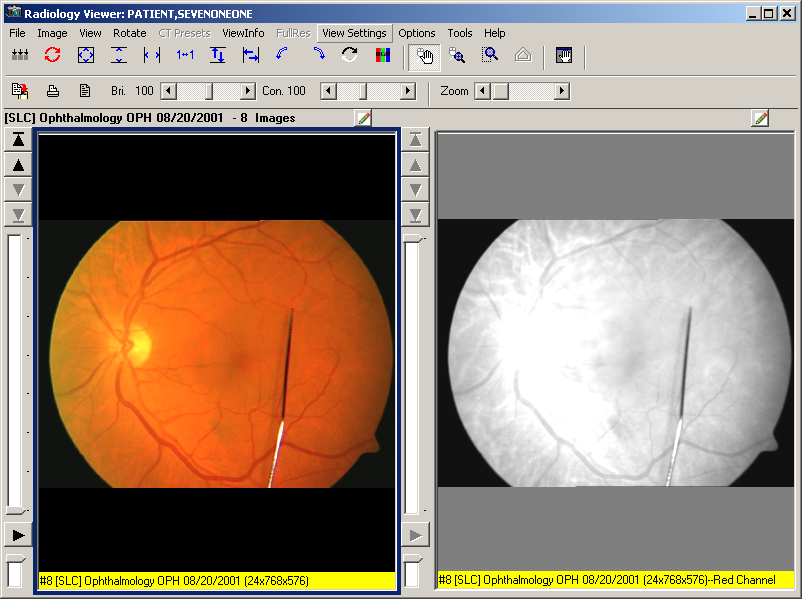 Radiology Viewer: PATIENT,SEVENONEONE
File Image View Rotate CT Presets ViewInfo FullRes View Settings Options Tools Help
1↔1
Bri. 100 Con. 100 Zoom
[SLC] Ophthalmology OPH 08/20/2001 - 8 Images
#8 [SLC] Ophthalmology OPH 08/20/2001 (24x768x576)
#8 [SLC] Ophthalmology OPH 08/20/2001 (24x768x576)--Red Channel